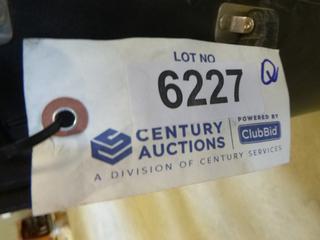 LOT NO
6227
Q
CENTURY
AUCTIONS
POWERED BY
ClubBid
A DIVISION OF CENTURY SERVICES